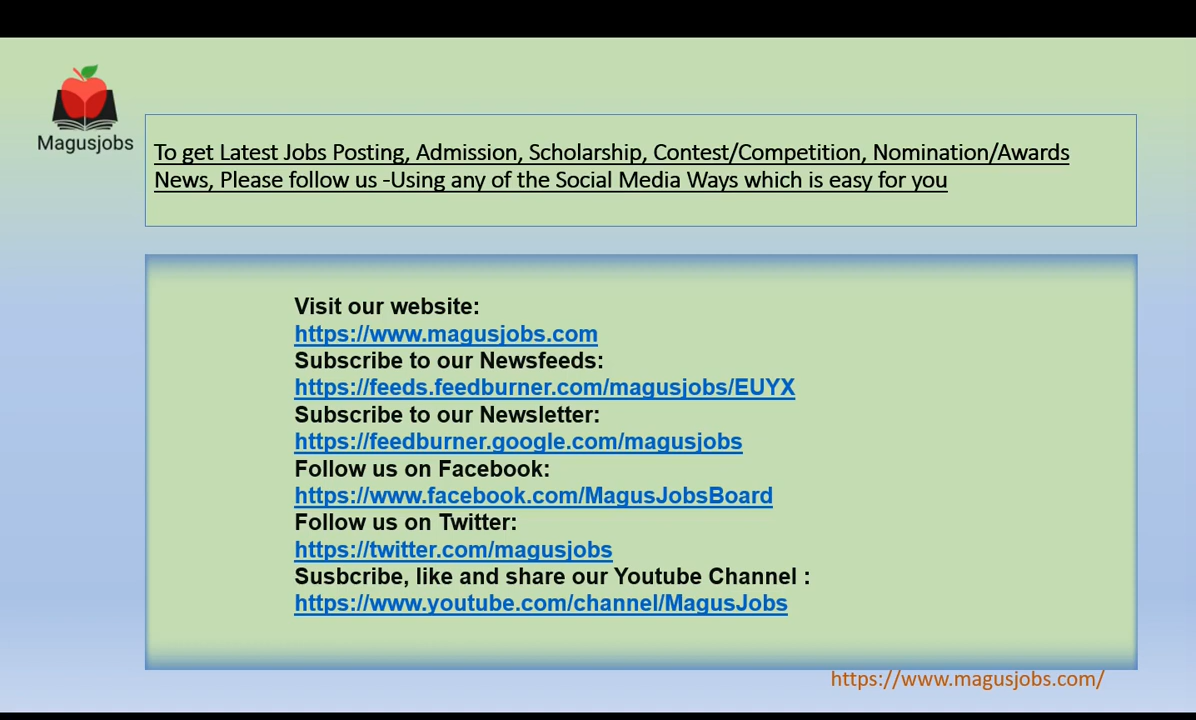 Magusjobs
To get Latest Jobs Posting, Admission, Scholarship, Contest/Competition, Nomination/Awards
News, Please follow us -Using any of the Social Media Ways which is easy for you
Visit our website:
https://www.magusjobs.com
Subscribe to our Newsfeeds:
https://feeds.feedburner.com/magusjobs/EUYX
Subscribe to our Newsletter:
https://feedburner.google.com/magusjobs
Follow us on Facebook:
https://www.facebook.com/MagusJobsBoard
Follow us on Twitter:
https://twitter.com/magusjobs
Susbcribe, like and share our Youtube Channel :
https://www.youtube.com/channel/MagusJobs
https://www.magusjobs.com/